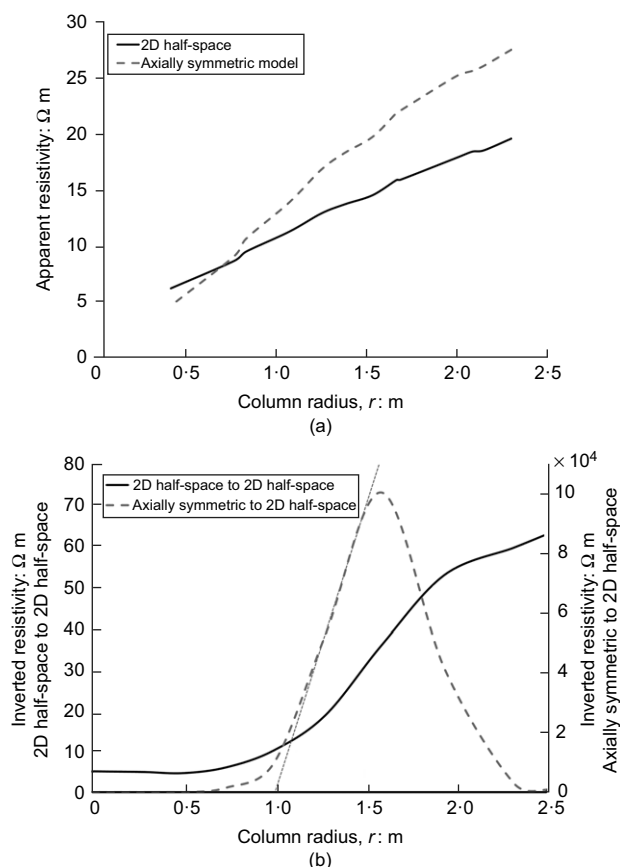 30
25
20
15
10
5
0
Apparent resistivity: Ω m
2D half-space
Axially symmetric model
0 0·5 1·0 1·5 2·0 2·5
Column radius, r: m
(a)
80
70
60
50
40
30
20
10
0
Inverted resistivity: Ω m
2D half-space to 2D half-space
2D half-space to 2D half-space
Axially symmetric to 2D half-space
× 10⁴
10
8
6
4
2
0
Inverted resistivity: Ω m
Axially symmetric to 2D half-space
0 0·5 1·0 1·5 2·0 2·5
Column radius, r: m
(b)